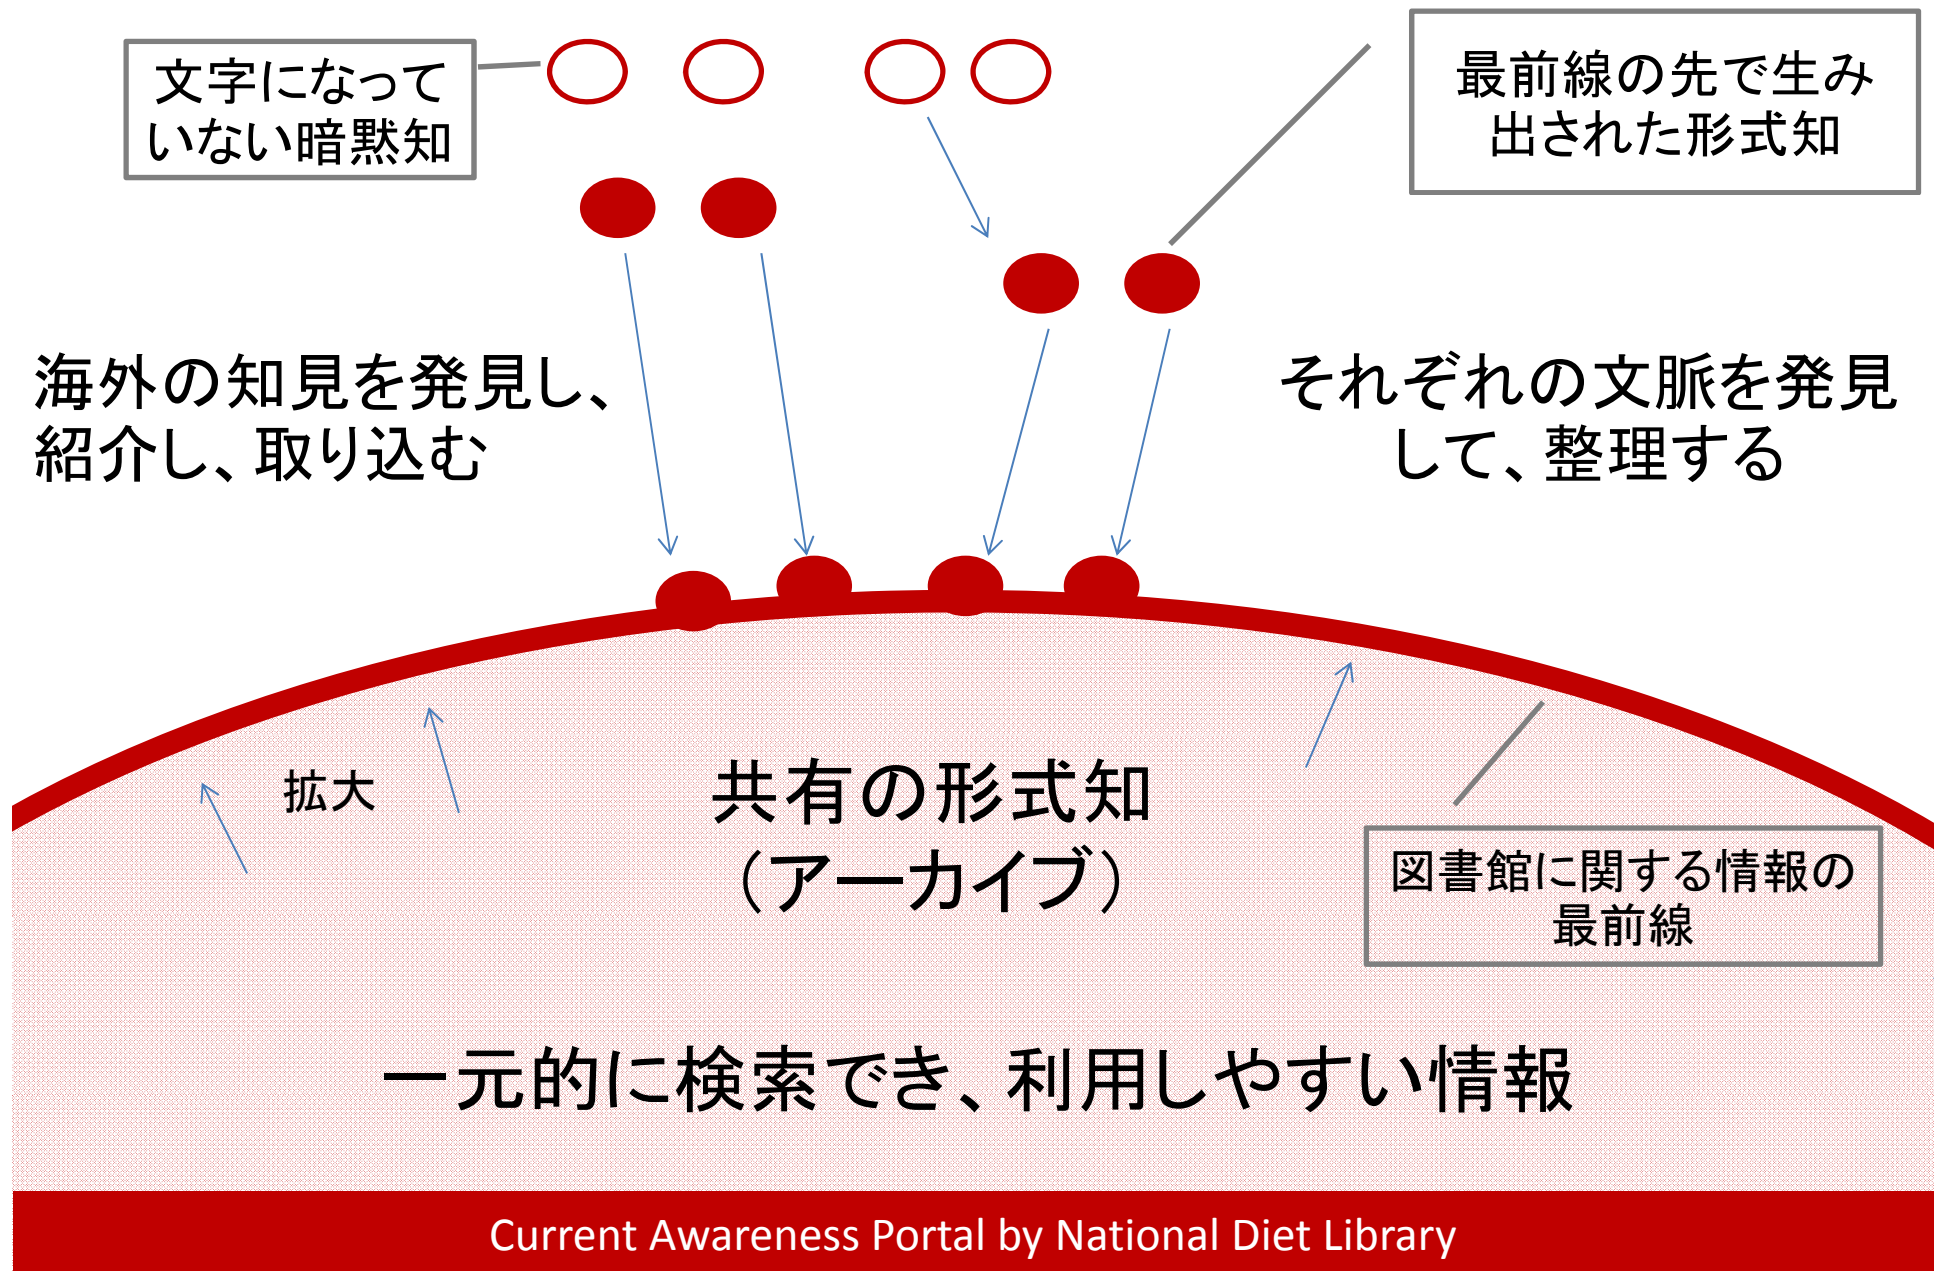 文字になって
いない暗黙知
最前線の先で生み
出された形式知
海外の知見を発見し、
紹介し、取り込む
それぞれの文脈を発見
して、整理する
拡大
共有の形式知
（アーカイブ）
図書館に関する情報の
最前線
一元的に検索でき、利用しやすい情報
Current Awareness Portal by National Diet Library